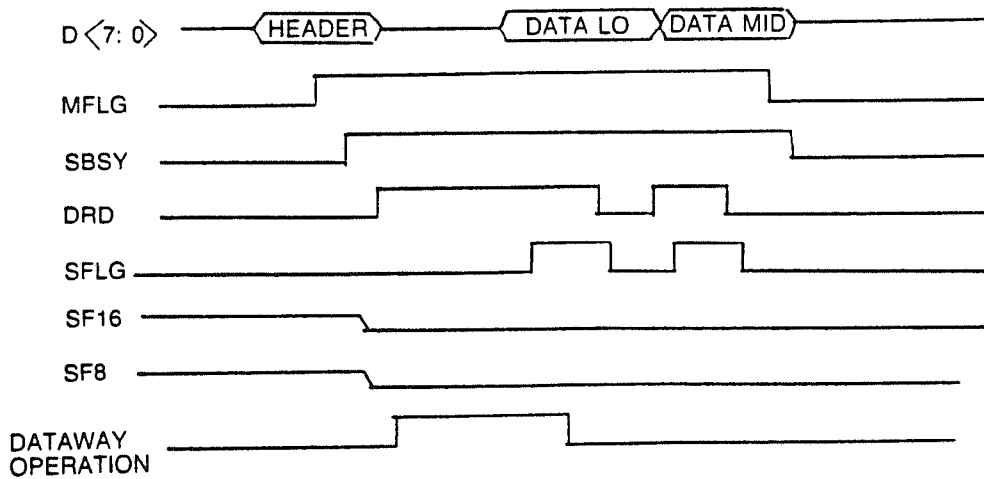 D<7:0> HEADER DATA LO DATA MID
MFLG
SBSY
DRD
SFLG
SF16
SF8
DATAWAY
OPERATION